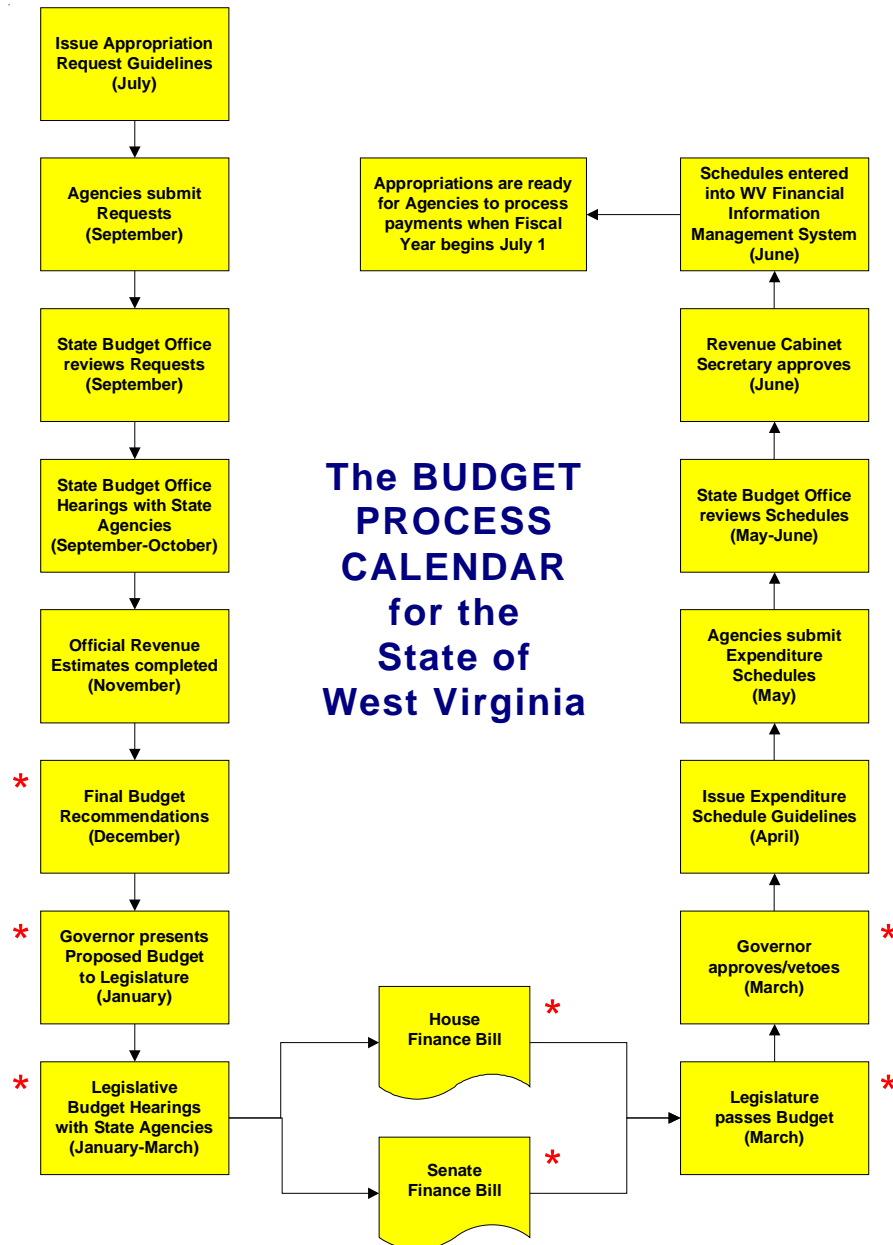 Issue Appropriation
Request Guidelines
(July)
Agencies submit
Requests
(September)
State Budget Office
reviews Requests
(September)
State Budget Office
Hearings with State
Agencies
(September-October)
Official Revenue
Estimates completed
(November)
*
Final Budget
Recommendations
(December)
*
Governor presents
Proposed Budget
to Legislature
(January)
*
Legislative
Budget Hearings
with State Agencies
(January-March)
The BUDGET
PROCESS
CALENDAR
for the
State of
West Virginia
House
Finance Bill
*
Senate
Finance Bill
*
Legislature
passes Budget
(March)
*
Governor
approves/vetoes
(March)
*
Issue Expenditure
Schedule Guidelines
(April)
Agencies submit
Expenditure
Schedules
(May)
State Budget Office
reviews Schedules
(May-June)
Revenue Cabinet
Secretary approves
(June)
Schedules entered
into WV Financial
Information
Management System
(June)
Appropriations are ready
for Agencies to process
payments when Fiscal
Year begins July 1